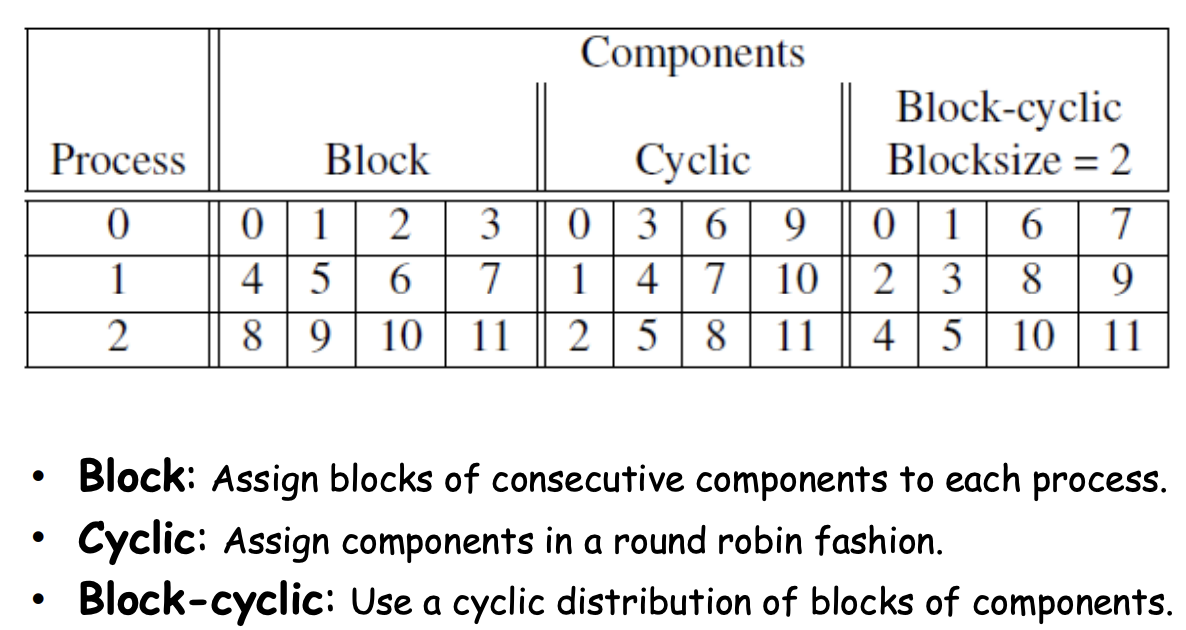 Components
Block-cyclic
Process Block Cyclic Blocksize = 2
0 0 1 2 3 0 3 6 9 0 1 6 7
1 4 5 6 7 1 4 7 10 2 3 8 9
2 8 9 10 11 2 5 8 11 4 5 10 11
• Block: Assign blocks of consecutive components to each process.
• Cyclic: Assign components in a round robin fashion.
• Block-cyclic: Use a cyclic distribution of blocks of components.